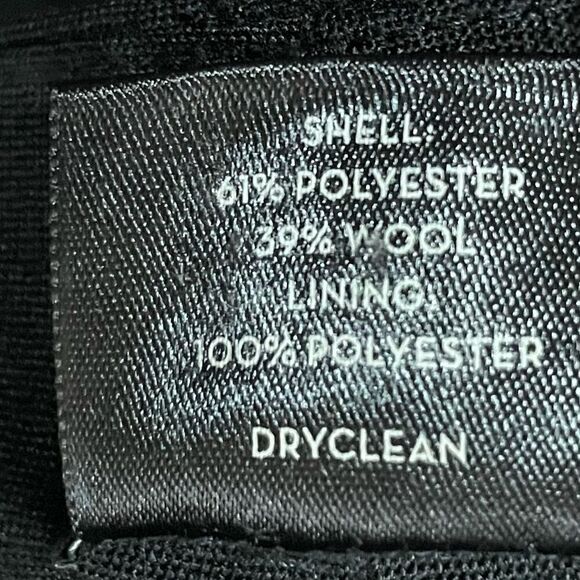 SHELL:
61% POLYESTER
39% WOOL
LINING:
100% POLYESTER
DRYCLEAN